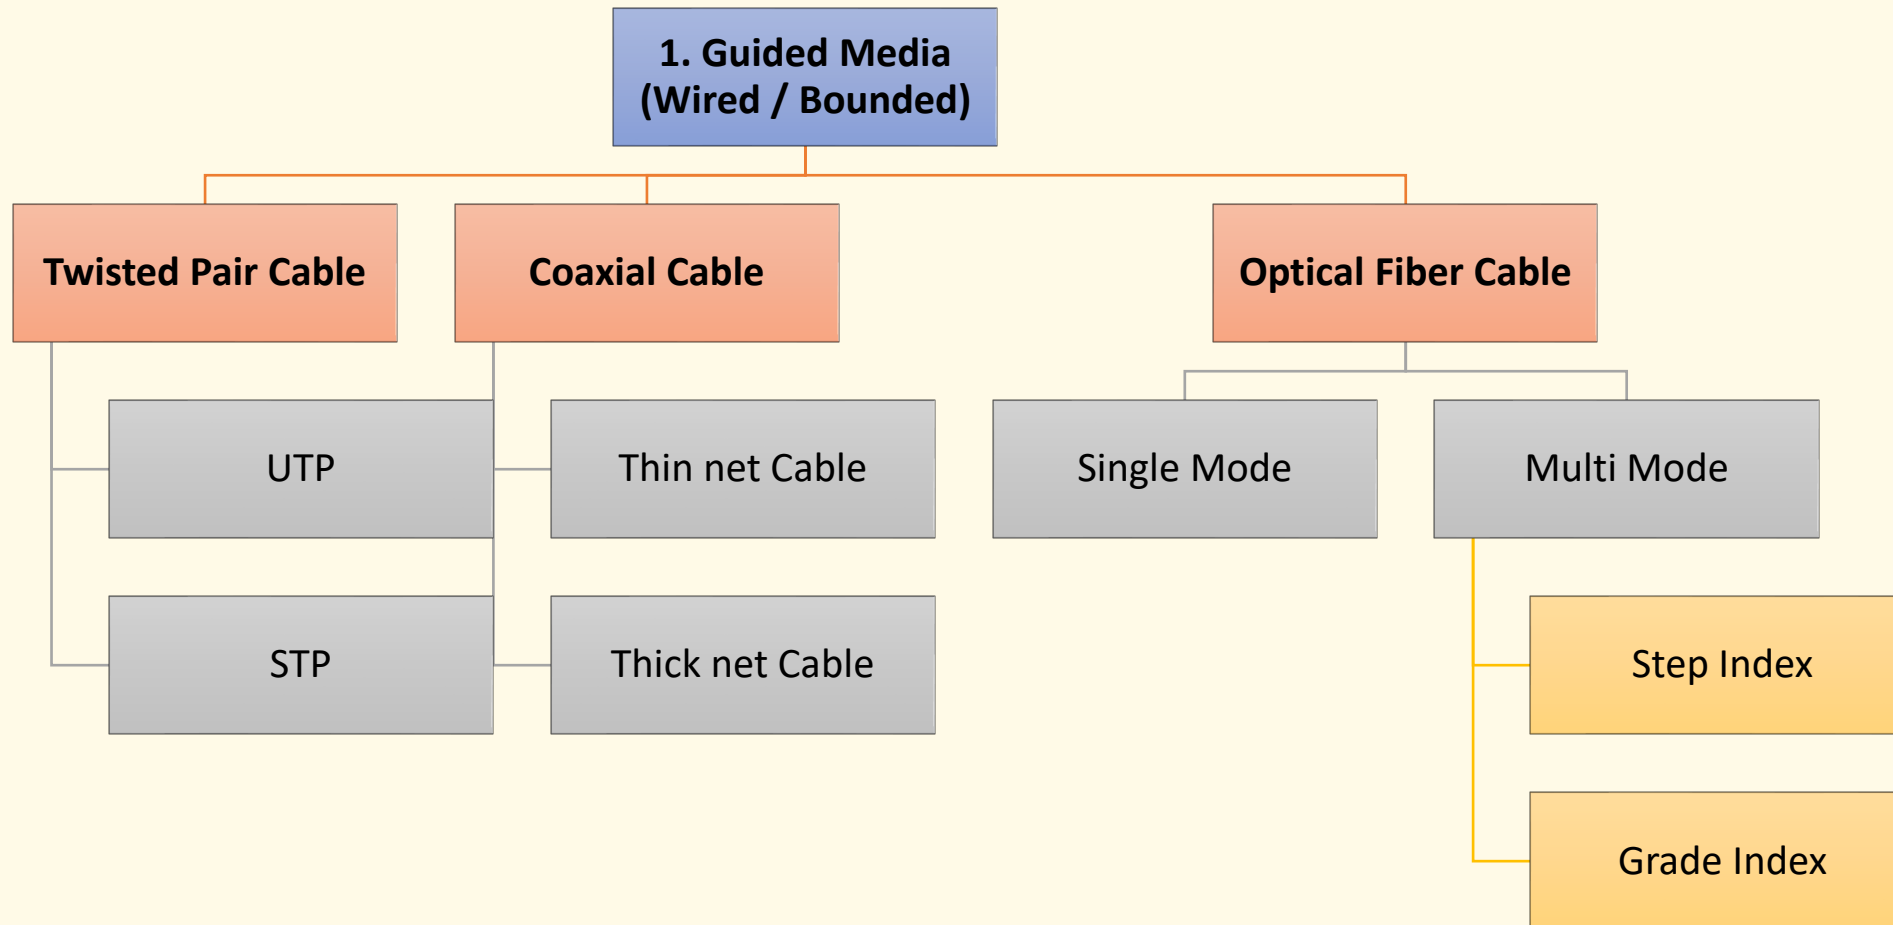 1. Guided Media
(Wired / Bounded)
Twisted Pair Cable
Coaxial Cable
Optical Fiber Cable
UTP
Thin net Cable
Single Mode
Multi Mode
STP
Thick net Cable
Step Index
Grade Index